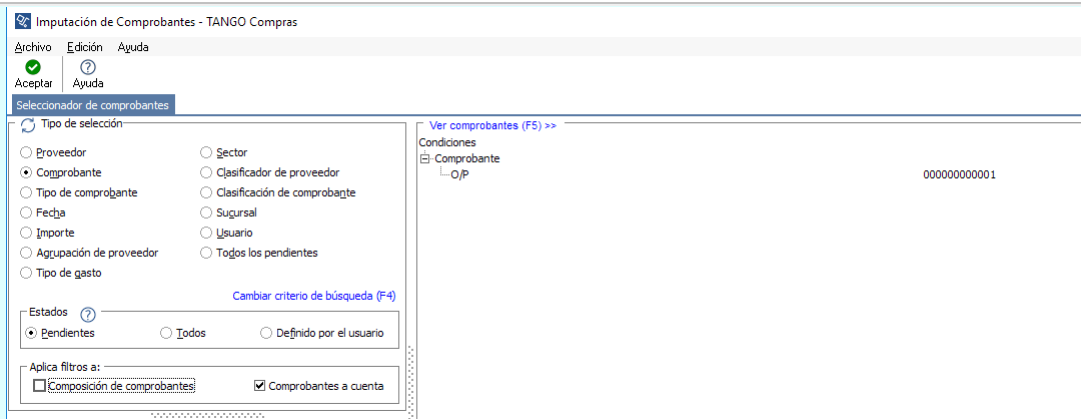 Imputación de Comprobantes - TANGO Compras
Archivo Edición Ayuda
Aceptar Ayuda
Seleccionador de comprobantes
Tipo de selección
Proveedor Sector
Comprobante Clasificador de proveedor
Tipo de comprobante Clasificación de comprobante
Fecha Sucursal
Importe Usuario
Agrupación de proveedor Todos los pendientes
Tipo de gasto
Cambiar criterio de búsqueda (F4)
Estados
Pendientes Todos Definido por el usuario
Aplica filtros a:
Composición de comprobantes Comprobantes a cuenta
Ver comprobantes (F5) >>
Condiciones
Comprobante
O/P 000000000001